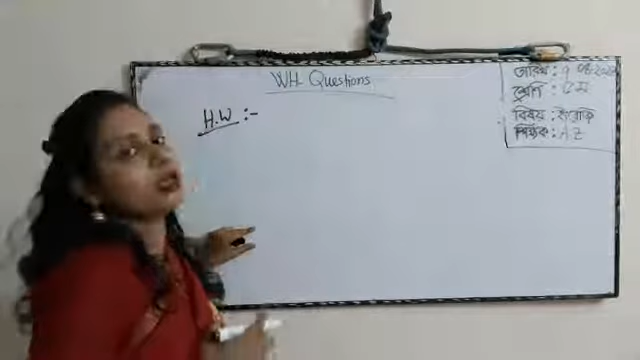 WH Questions
H.W :-
তারিখ :
শ্রেণি :
বিষয় : ইংরেজি
শিক্ষক : A.Z